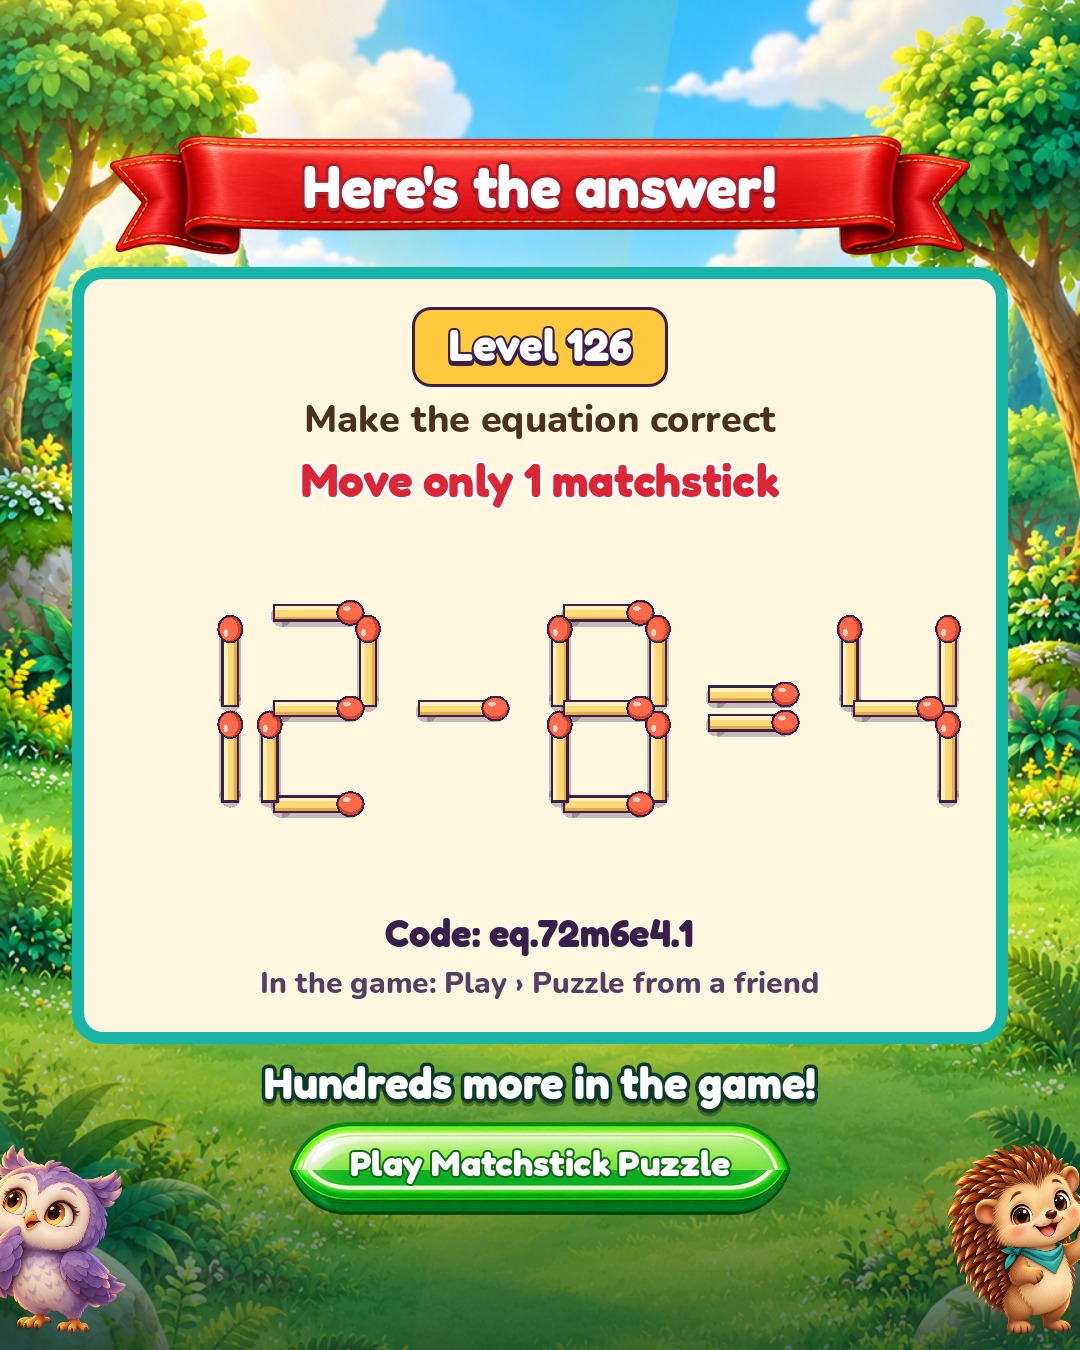 Here's the answer!
Level 126
Make the equation correct
Move only 1 matchstick
12-8=4
Code: eq.72m6e4.1
In the game: Play › Puzzle from a friend
Hundreds more in the game!
Play Matchstick Puzzle